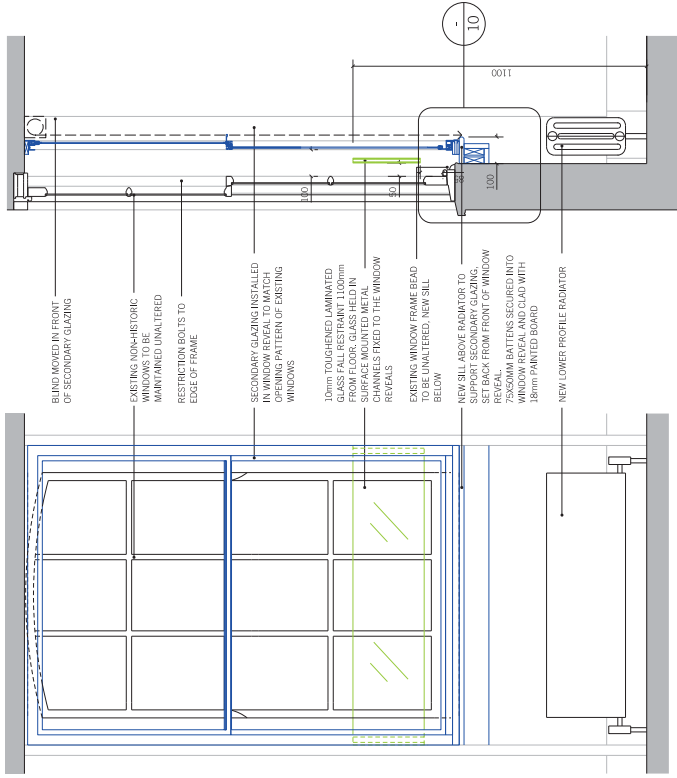 BLIND MOVED IN FRONT
OF SECONDARY GLAZING
EXISTING NON-HISTORIC
WINDOWS TO BE
MAINTAINED UNALTERED
RESTRICTION BOLTS TO
EDGE OF FRAME
SECONDARY GLAZING INSTALLED
IN WINDOW REVEAL TO MATCH
OPENING PATTERN OF EXISTING
WINDOWS
10mm TOUGHENED LAMINATED
GLASS FALL RESTRAINT 1100mm
FROM FLOOR. GLASS HELD IN
SURFACE MOUNTED METAL
CHANNELS FIXED TO THE WINDOW
REVEALS
EXISTING WINDOW FRAME BEAD
TO BE UNALTERED, NEW SILL
BELOW
NEW SILL ABOVE RADIATOR TO
SUPPORT SECONDARY GLAZING,
SET BACK FROM FRONT OF WINDOW
REVEAL.
75X50MM BATTENS SECURED INTO
WINDOW REVEAL AND CLAD WITH
18mm PAINTED BOARD
NEW LOWER PROFILE RADIATOR
100
50
100
1100
-
10